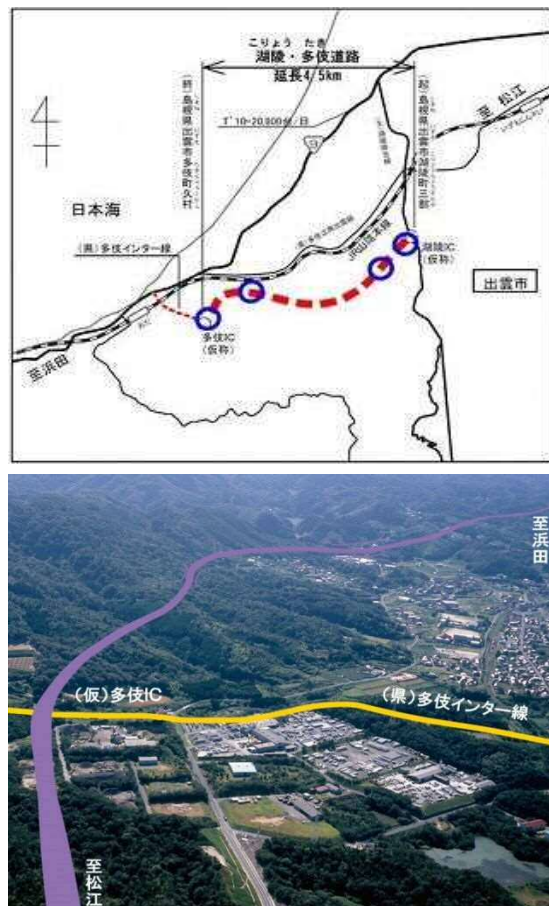 こりょう たき
湖陵・多伎道路
延長4.5km
(終)島根県出雲市多伎町久村
(起)島根県出雲市湖陵町三部
至 松江
9
日本海
(県)多伎インター線
JR山陰本線
湖陵IC
(仮称)
出雲市
多伎IC
(仮称)
至浜田
至浜田
(仮)多伎IC
(県)多伎インター線
至松江